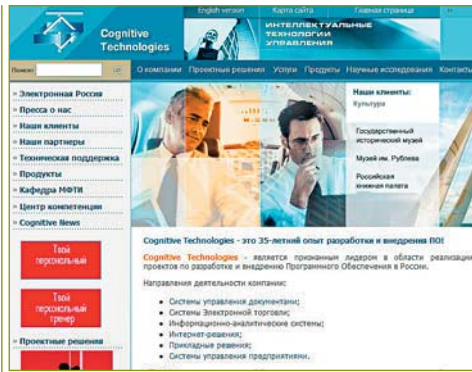 English version Карта сайта Главная страница
Cognitive
Technologies
ИНТЕЛЛЕКТУАЛЬНЫЕ
ТЕХНОЛОГИИ
УПРАВЛЕНИЯ
Поиск:
О компании Проектные решения Услуги Продукты Научные исследования Контакты
» Электронная Россия
» Пресса о нас
» Наши клиенты
» Наши партнеры
» Техническая поддержка
» Продукты
» Кафедра МФТИ
» Центр компетенции
» Cognitive News
Твой
персональный
Твой
персональный
тренер
» Проектные решения
Наши клиенты:
Культура
Государственный
исторический музей
Музей им. Рублева
Российская
книжная палата
Cognitive Technologies - это 35-летний опыт разработки и внедрения ПО!
Cognitive Technologies - является признанным лидером в области реализации
проектов по разработке и внедрению Программного Обеспечения в России.
Направления деятельности компании:
• Системы управления документами;
• Системы Электронной торговли;
• Информационно-аналитические системы;
• Интернет-решения;
• Прикладные решения;
• Системы управления предприятиями.